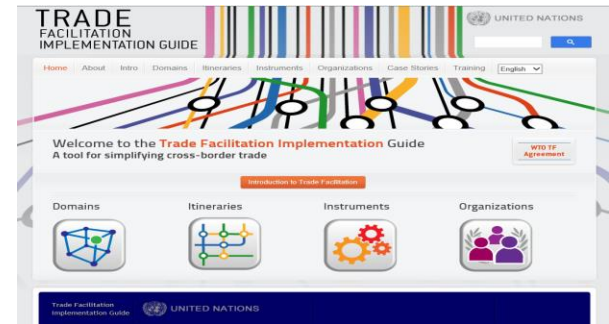 TRADE
FACILITATION
IMPLEMENTATION GUIDE
UNITED NATIONS
Home About Intro Domains Itineraries Instruments Organizations Case Stories Training English
Welcome to the Trade Facilitation Implementation Guide
A tool for simplifying cross-border trade
WTO TF
Agreement
Introduction to Trade Facilitation
Domains Itineraries Instruments Organizations
Trade Facilitation
Implementation Guide
UNITED NATIONS